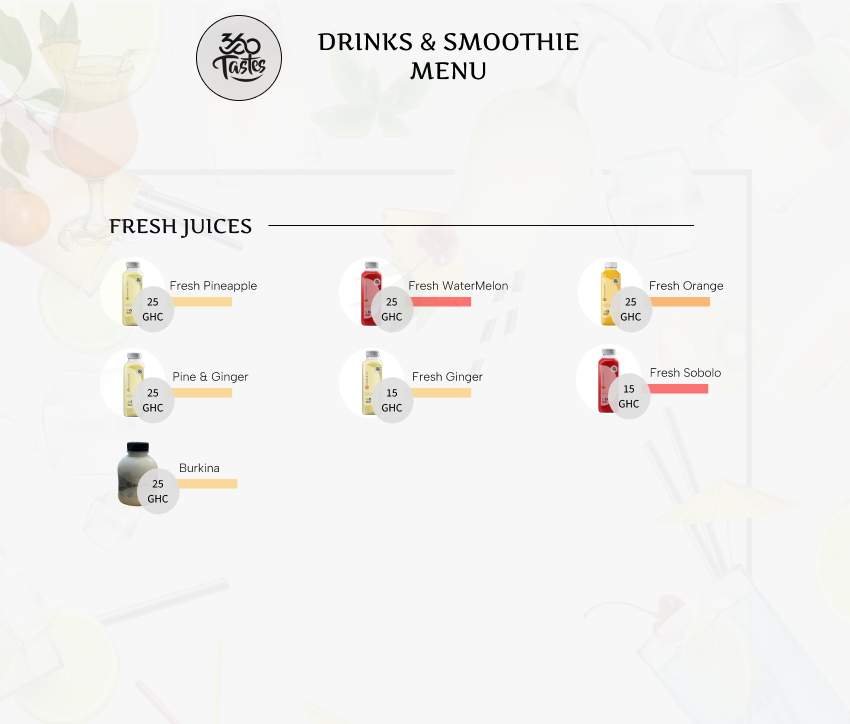 360
Tastes
DRINKS & SMOOTHIE
MENU
FRESH JUICES
Fresh Pineapple
25
GHC
Fresh WaterMelon
25
GHC
Fresh Orange
25
GHC
Pine & Ginger
25
GHC
Fresh Ginger
15
GHC
Fresh Sobolo
15
GHC
Burkina
25
GHC